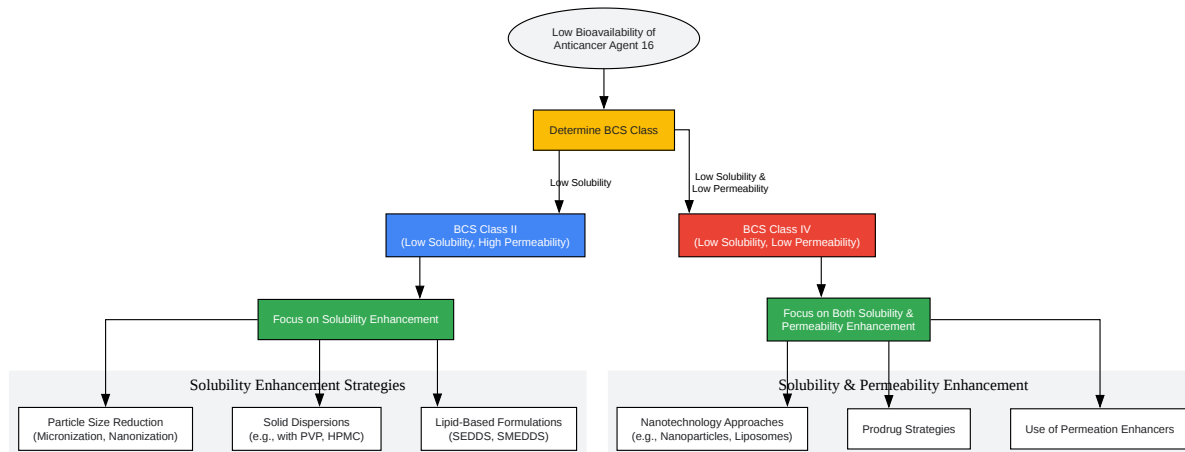 Low Bioavailability of
Anticancer Agent 16
Determine BCS Class
Low Solubility
Low Solubility &
Low Permeability
BCS Class II
(Low Solubility, High Permeability)
BCS Class IV
(Low Solubility, Low Permeability)
Focus on Solubility Enhancement
Focus on Both Solubility &
Permeability Enhancement
Solubility Enhancement Strategies
Solubility & Permeability Enhancement
Particle Size Reduction
(Micronization, Nanonization)
Solid Dispersions
(e.g., with PVP, HPMC)
Lipid-Based Formulations
(SEDDS, SMEDDS)
Nanotechnology Approaches
(e.g., Nanoparticles, Liposomes)
Prodrug Strategies
Use of Permeation Enhancers